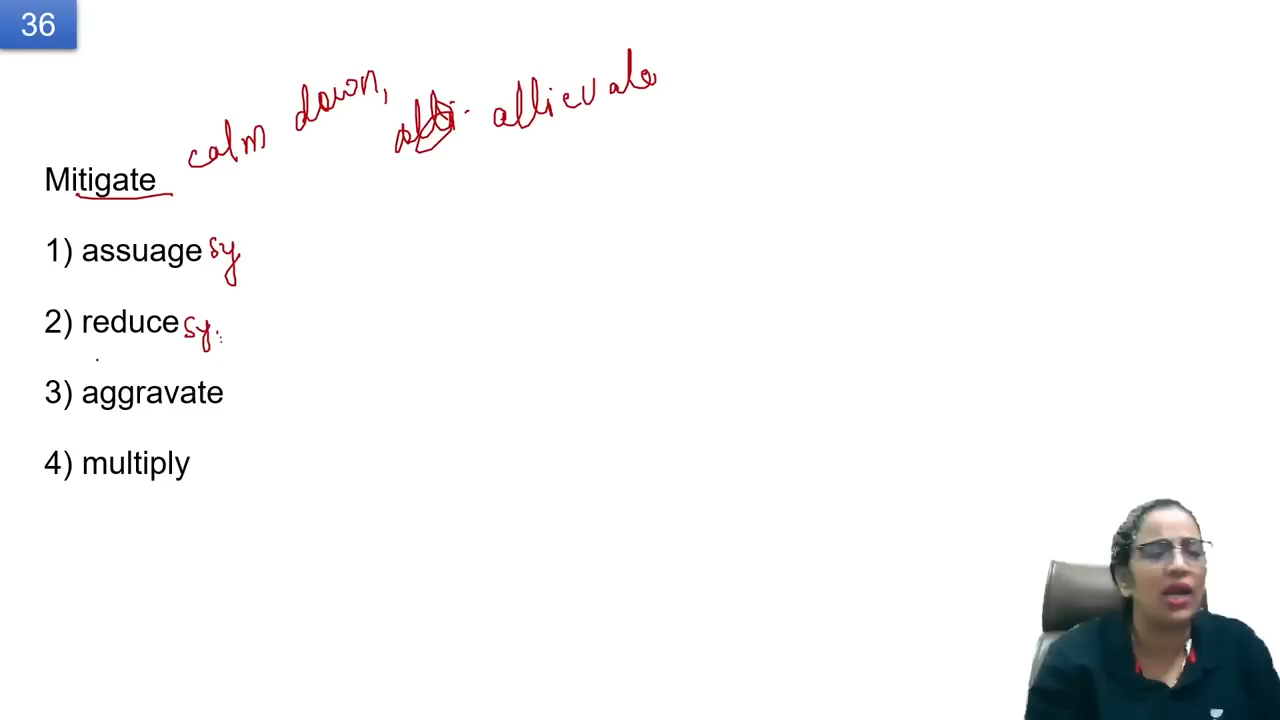 36
calm down, alleviate
Mitigate
1) assuage sy
2) reduce sy.
3) aggravate
4) multiply